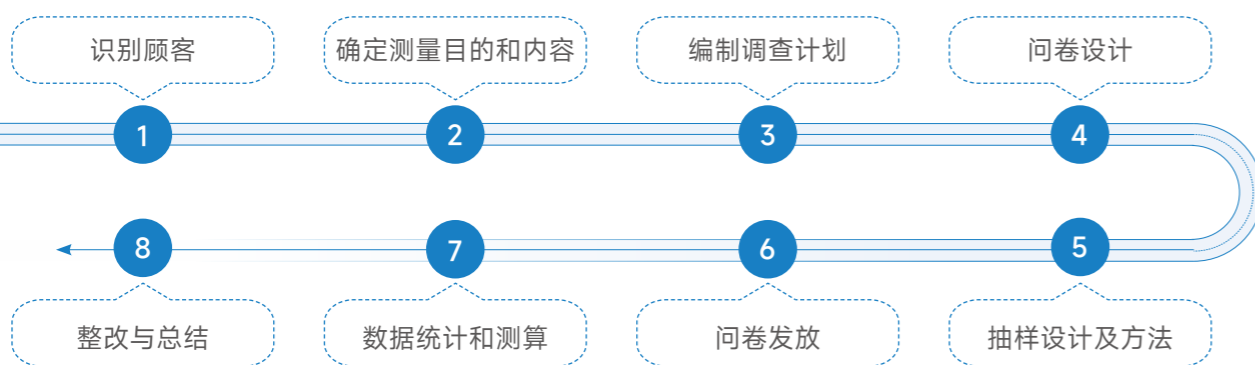 识别顾客
确定测量目的和内容
编制调查计划
问卷设计
1
2
3
4
8
7
6
5
整改与总结
数据统计和测算
问卷发放
抽样设计及方法